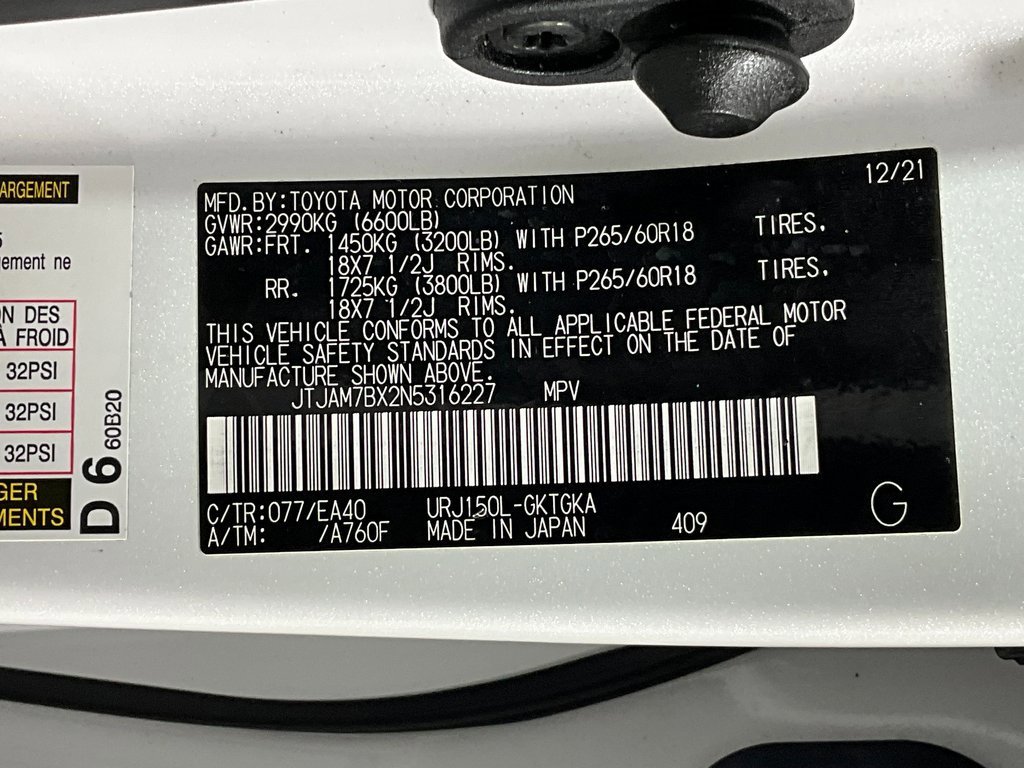 ARGEMENT
5
ement ne
N DES
À FROID
32PSI
32PSI
32PSI
GER
MENTS
D 6 60B20
12/21
MFD. BY: TOYOTA MOTOR CORPORATION
GVWR: 2990KG (6600LB)
GAWR: FRT. 1450KG (3200LB) WITH P265/60R18 TIRES.
18X7 1/2J RIMS.
RR. 1725KG (3800LB) WITH P265/60R18 TIRES.
18X7 1/2J RIMS.
THIS VEHICLE CONFORMS TO ALL APPLICABLE FEDERAL MOTOR
VEHICLE SAFETY STANDARDS IN EFFECT ON THE DATE OF
MANUFACTURE SHOWN ABOVE.
JTJAM7BX2N5316227 MPV
C/TR: 077/EA40 URJ150L-GKTGKA
A/TM: /A760F MADE IN JAPAN 409 G